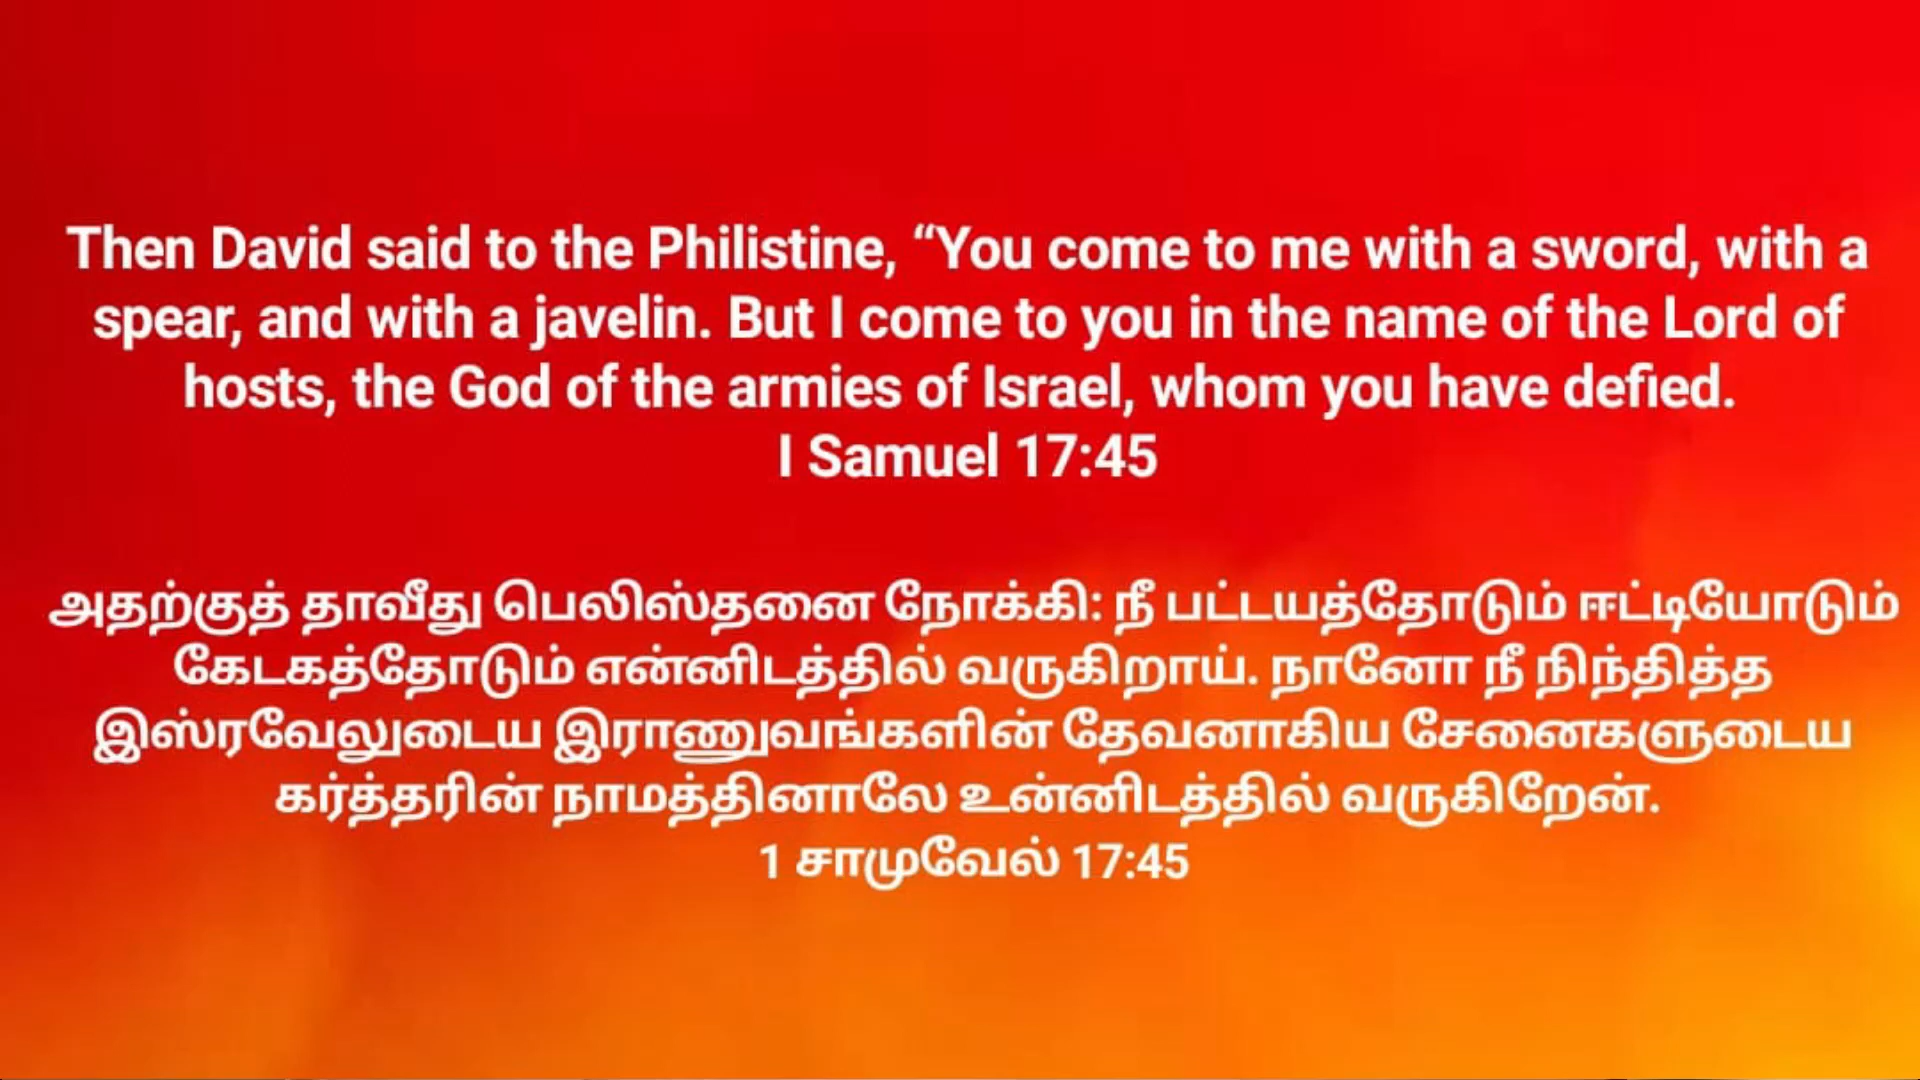 Then David said to the Philistine, “You come to me with a sword, with a
spear, and with a javelin. But I come to you in the name of the Lord of
hosts, the God of the armies of Israel, whom you have defied.
I Samuel 17:45
அதற்குத் தாவீது பெலிஸ்தனை நோக்கி: நீ பட்டயத்தோடும் ஈட்டியோடும்
கேடகத்தோடும் என்னிடத்தில் வருகிறாய். நானோ நீ நிந்தித்த
இஸ்ரவேலுடைய இராணுவங்களின் தேவனாகிய சேனைகளுடைய
கர்த்தரின் நாமத்தினாலே உன்னிடத்தில் வருகிறேன்.
1 சாமுவேல் 17:45